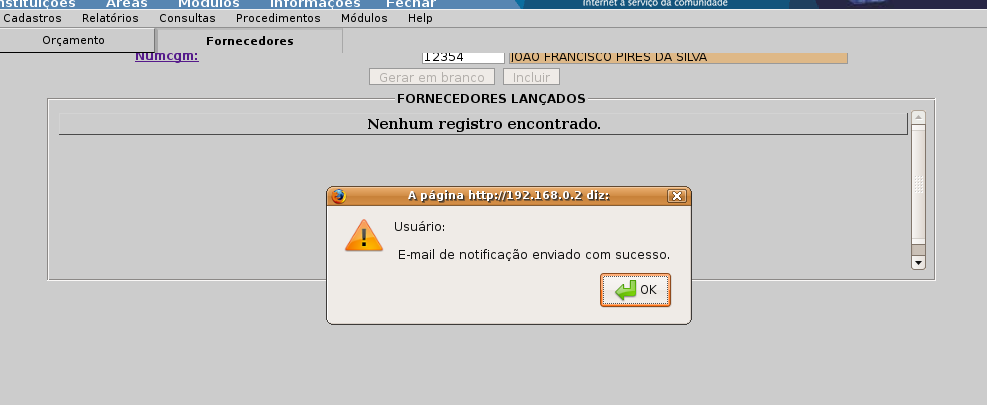 nstituições Áreas Módulos Informações Fechar
Internet a serviço da comunidade
Cadastros Relatórios Consultas Procedimentos Módulos Help
Orçamento Fornecedores
Numcgm: 12354 JOAO FRANCISCO PIRES DA SILVA
Gerar em branco Incluir
FORNECEDORES LANÇADOS
Nenhum registro encontrado.
A página http://192.168.0.2 diz:
Usuário:
E-mail de notificação enviado com sucesso.
OK